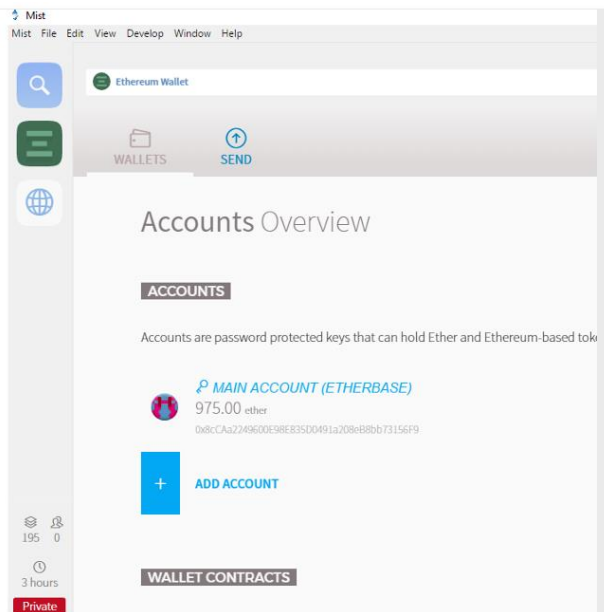 Mist
Mist File Edit View Develop Window Help
Ethereum Wallet
WALLETS
SEND
Accounts Overview
ACCOUNTS
Accounts are password protected keys that can hold Ether and Ethereum-based tok
MAIN ACCOUNT (ETHERBASE)
975.00 ether
0x8cCAa2249600E98E835D0491a208eB8bb73156F9
+ ADD ACCOUNT
195 0
3 hours
WALLET CONTRACTS
Private